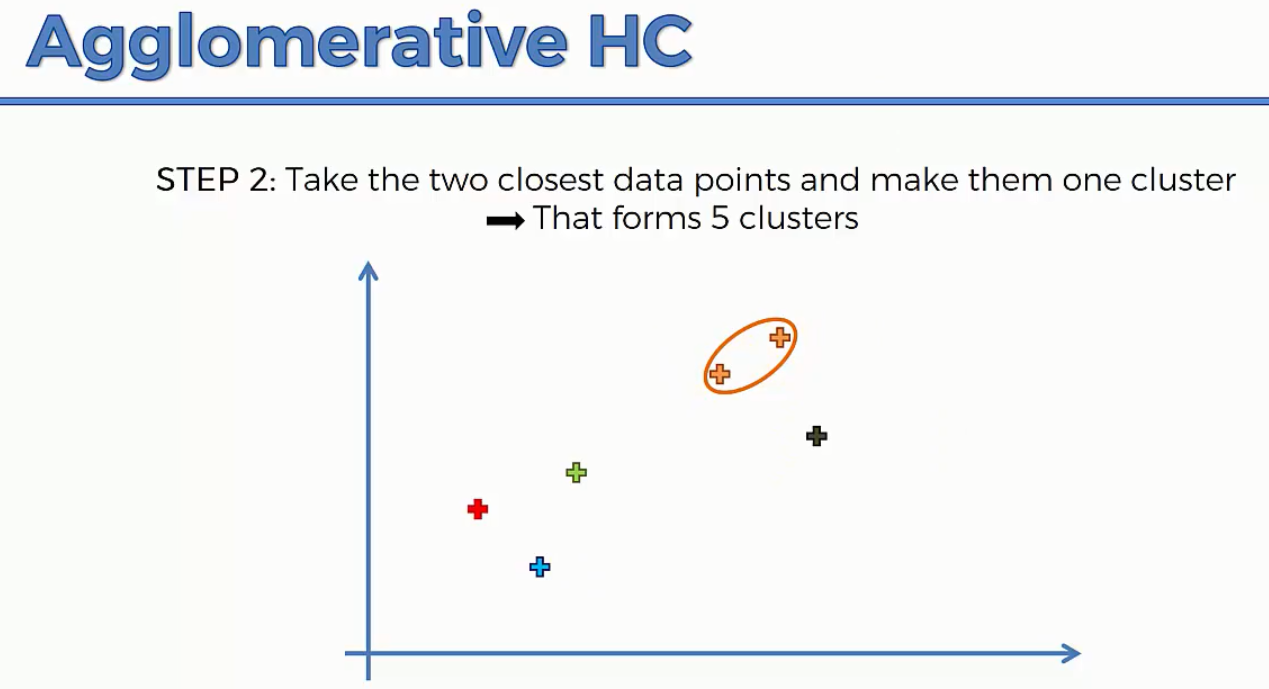 Agglomerative HC
STEP 2: Take the two closest data points and make them one cluster
➡ That forms 5 clusters